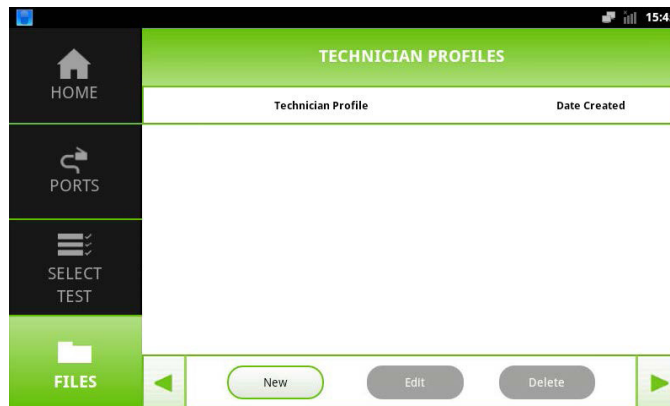 15:4
TECHNICIAN PROFILES
HOME
Technician Profile Date Created
PORTS
SELECT
TEST
FILES
New Edit Delete